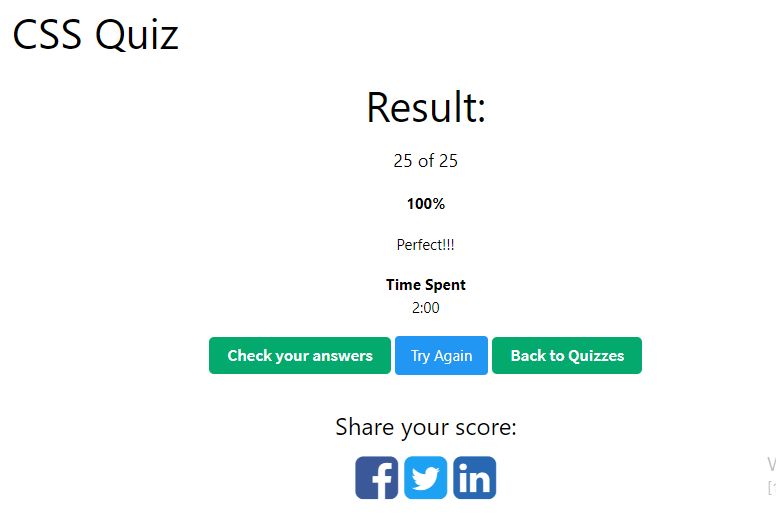 CSS Quiz
Result:
25 of 25
100%
Perfect!!!
Time Spent
2:00
Check your answers Try Again Back to Quizzes
Share your score: